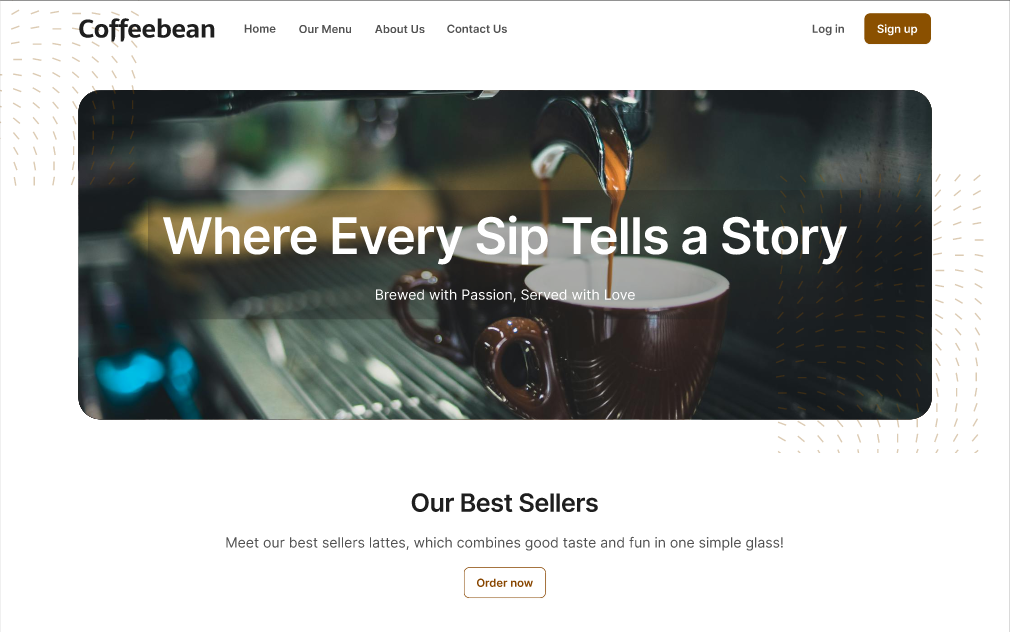 Coffeebean
Home
Our Menu
About Us
Contact Us
Log in
Sign up
Where Every Sip Tells a Story
Brewed with Passion, Served with Love
Our Best Sellers
Meet our best sellers lattes, which combines good taste and fun in one simple glass!
Order now